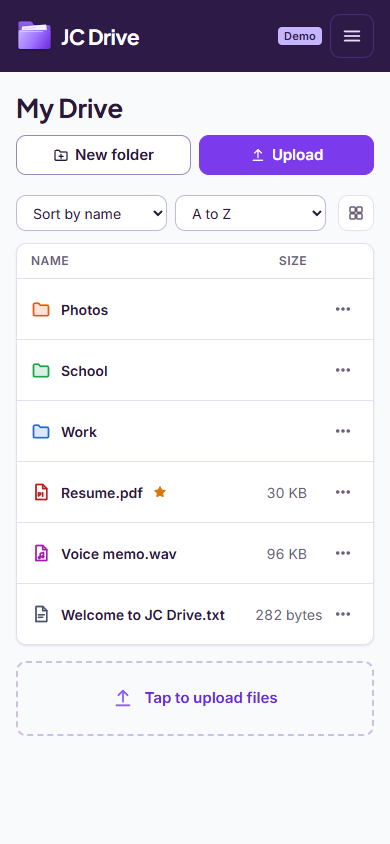 JC Drive
Demo
My Drive
New folder
Upload
Sort by name
A to Z
NAME SIZE
Photos
School
Work
Resume.pdf 30 KB
Voice memo.wav 96 KB
Welcome to JC Drive.txt 282 bytes
Tap to upload files